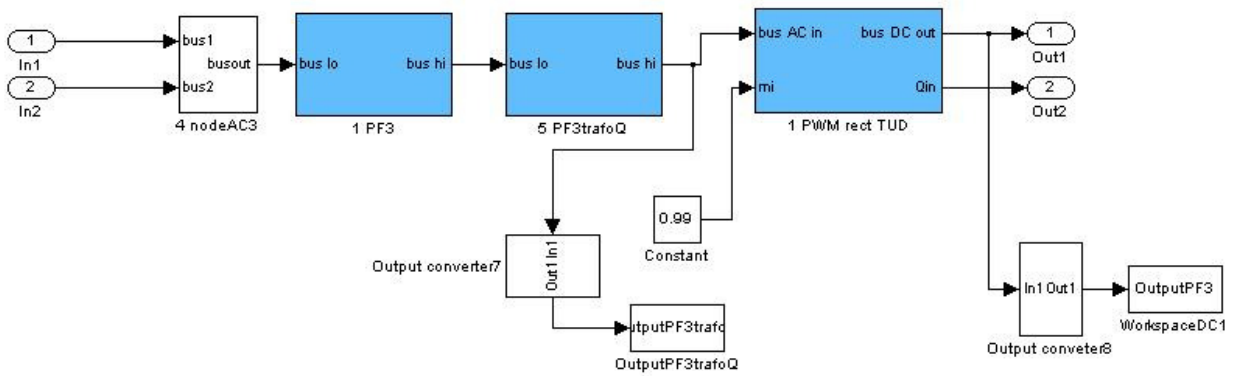 1
In1
2
In2
bus1
busout
bus2
4 nodeAC3
bus lo
bus hi
1 PF3
bus lo
bus hi
5 PF3trafoQ
bus AC in
bus DC out
mi
Qin
1 PWM rect TUD
1
Out1
2
Out2
0.99
Constant
Output converter7
Out1 In1
utputPF3trafo
OutputPF3trafoQ
In1 Out1
Output conveter8
OutputPF3
WorkspaceDC1